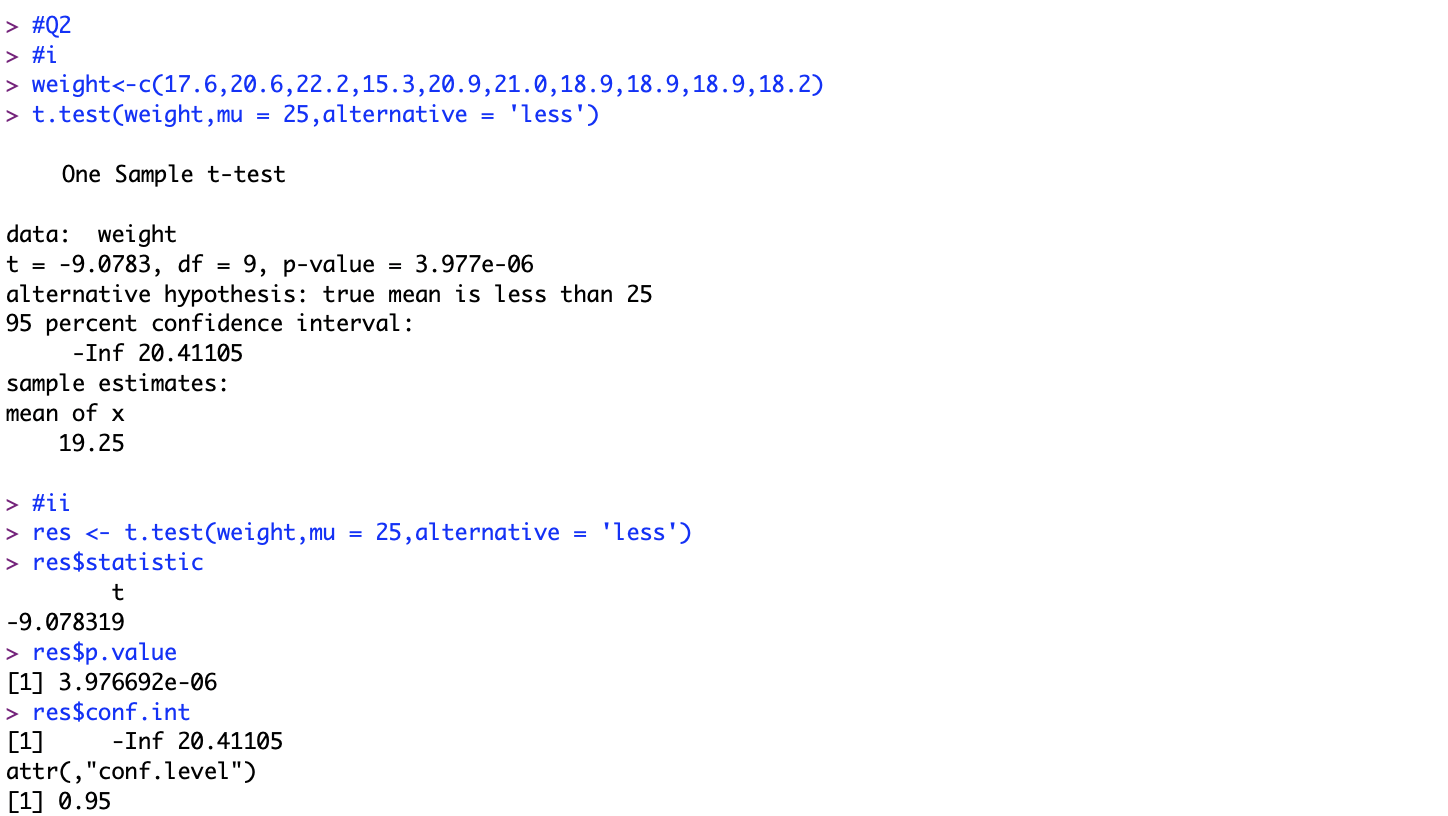 > #Q2
> #i
> weight<-c(17.6,20.6,22.2,15.3,20.9,21.0,18.9,18.9,18.9,18.2)
> t.test(weight,mu = 25,alternative = 'less')

    One Sample t-test

data:  weight
t = -9.0783, df = 9, p-value = 3.977e-06
alternative hypothesis: true mean is less than 25
95 percent confidence interval:
     -Inf 20.41105
sample estimates:
mean of x
    19.25

> #ii
> res <- t.test(weight,mu = 25,alternative = 'less')
> res$statistic
        t
-9.078319
> res$p.value
[1] 3.976692e-06
> res$conf.int
[1]     -Inf 20.41105
attr(,"conf.level")
[1] 0.95